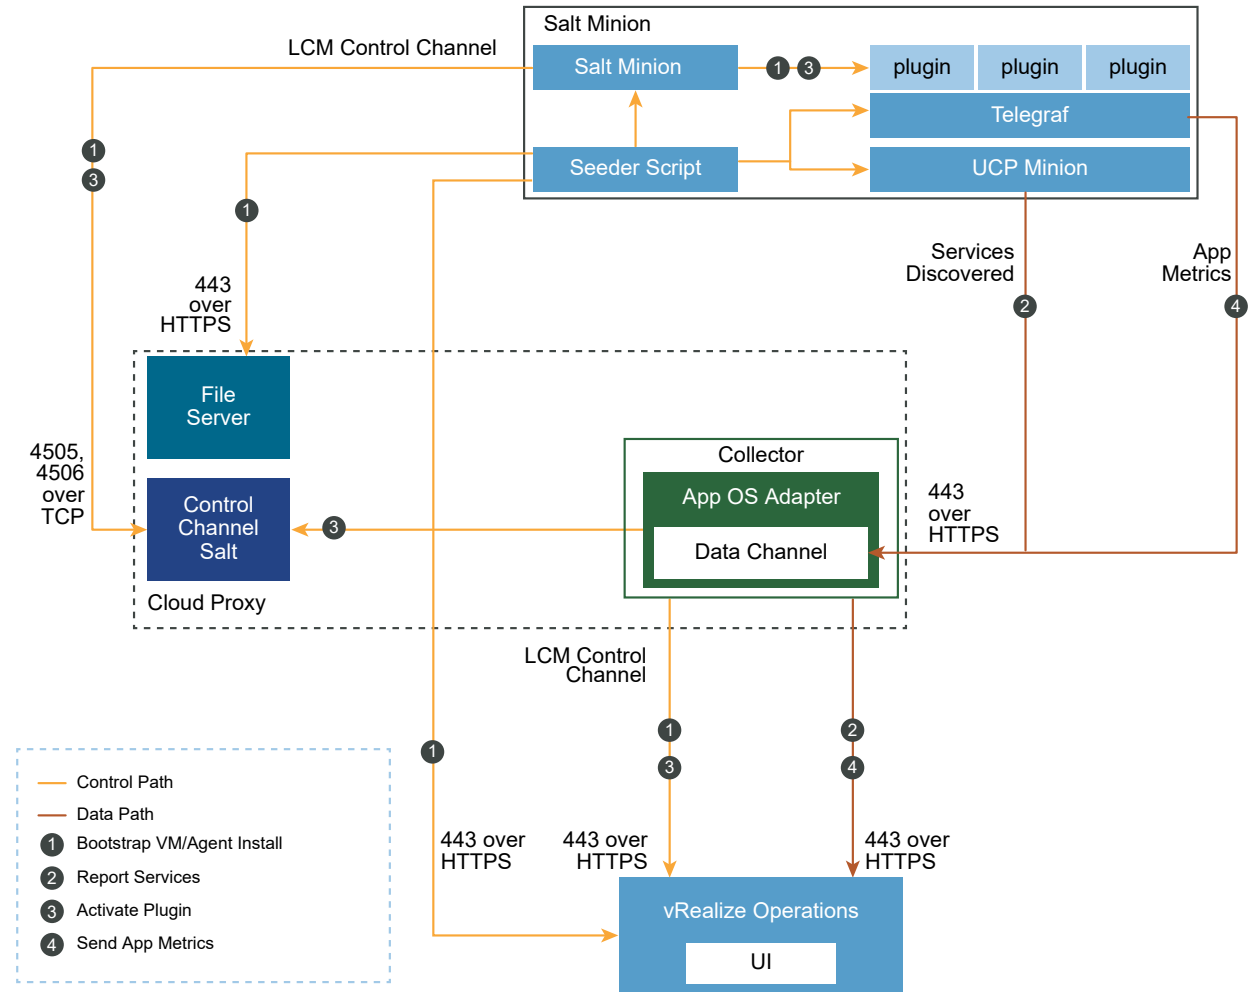 Salt Minion
LCM Control Channel
Salt Minion
1
3
plugin
plugin
plugin
Telegraf
Seeder Script
UCP Minion
1
3
1
443
over
HTTPS
Services
Discovered
2
App
Metrics
4
File
Server
4505,
4506
over
TCP
Control
Channel
Salt
Cloud Proxy
3
Collector
App OS Adapter
Data Channel
443
over
HTTPS
LCM Control
Channel
1
3
2
4
1
443 over
HTTPS
443 over
HTTPS
443 over
HTTPS
vRealize Operations
UI
Control Path
Data Path
1 Bootstrap VM/Agent Install
2 Report Services
3 Activate Plugin
4 Send App Metrics